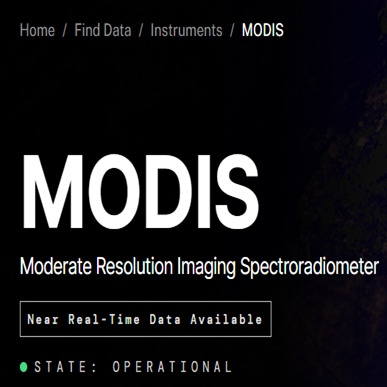 Home / Find Data / Instruments / MODIS
MODIS
Moderate Resolution Imaging Spectroradiometer
Near Real-Time Data Available
STATE: OPERATIONAL